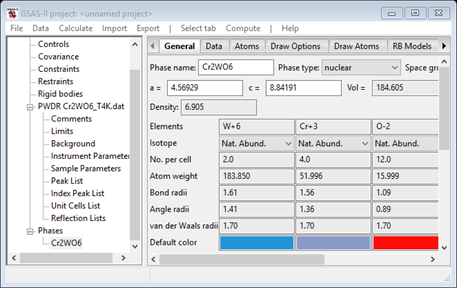 GSAS-II project: <unnamed project>
File Data Calculate Import Export | Select tab Compute |
Controls
Covariance
Constraints
Restraints
Rigid bodies
PWDR Cr2WO6_T4K.dat
Comments
Limits
Background
Instrument Parameters
Sample Parameters
Peak List
Index Peak List
Unit Cells List
Reflection Lists
Phases
Cr2WO6
General Data Atoms Draw Options Draw Atoms RB Models
Phase name: Cr2WO6 Phase type: nuclear Space gro
a = 4.56929 c = 8.84191 Vol = 184.605
Density: 6.905
Elements W+6 Cr+3 O-2
Isotope Nat. Abund. Nat. Abund. Nat. Abund.
No. per cell 2.0 4.0 12.0
Atom weight 183.850 51.996 15.999
Bond radii 1.61 1.56 1.09
Angle radii 1.41 1.36 0.89
van der Waals radii 1.70 1.70 1.70
Default color